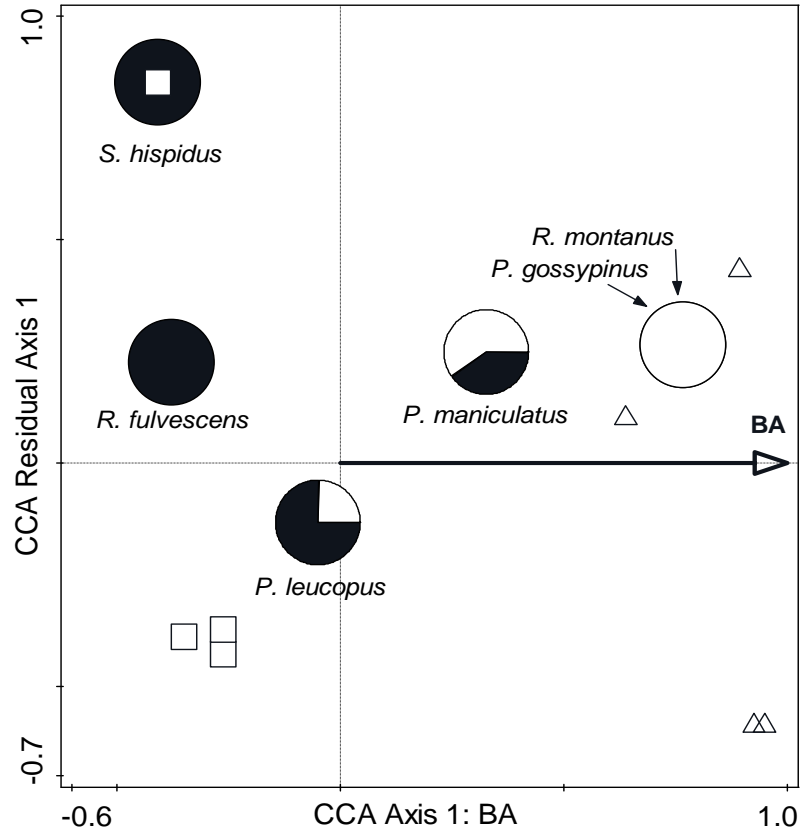 1.0
S. hispidus
R. montanus
P. gossypinus
R. fulvescens
P. maniculatus
BA
CCA Residual Axis 1
P. leucopus
-0.7
-0.6
CCA Axis 1: BA
1.0